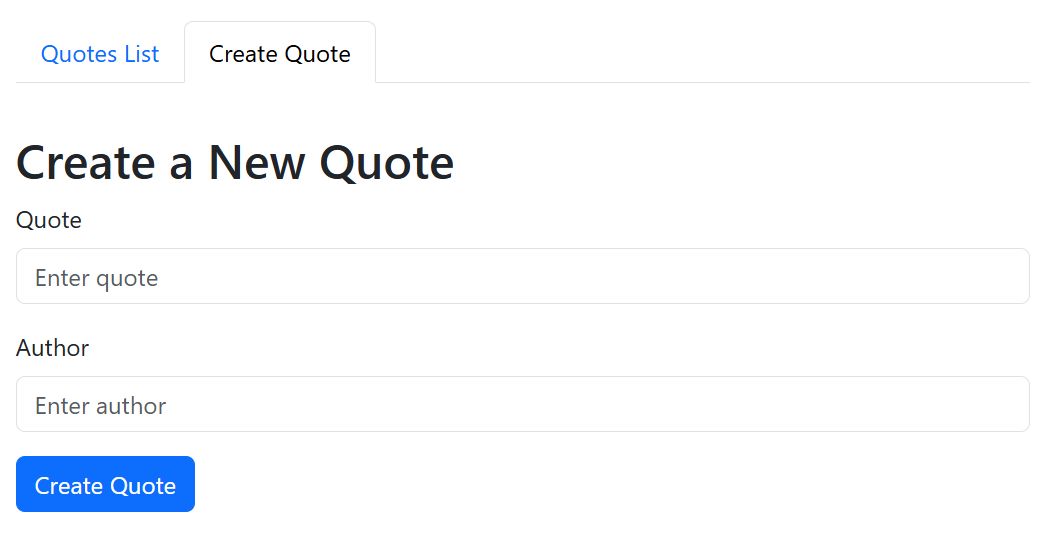 Quotes List Create Quote
Create a New Quote
Quote
Enter quote
Author
Enter author
Create Quote